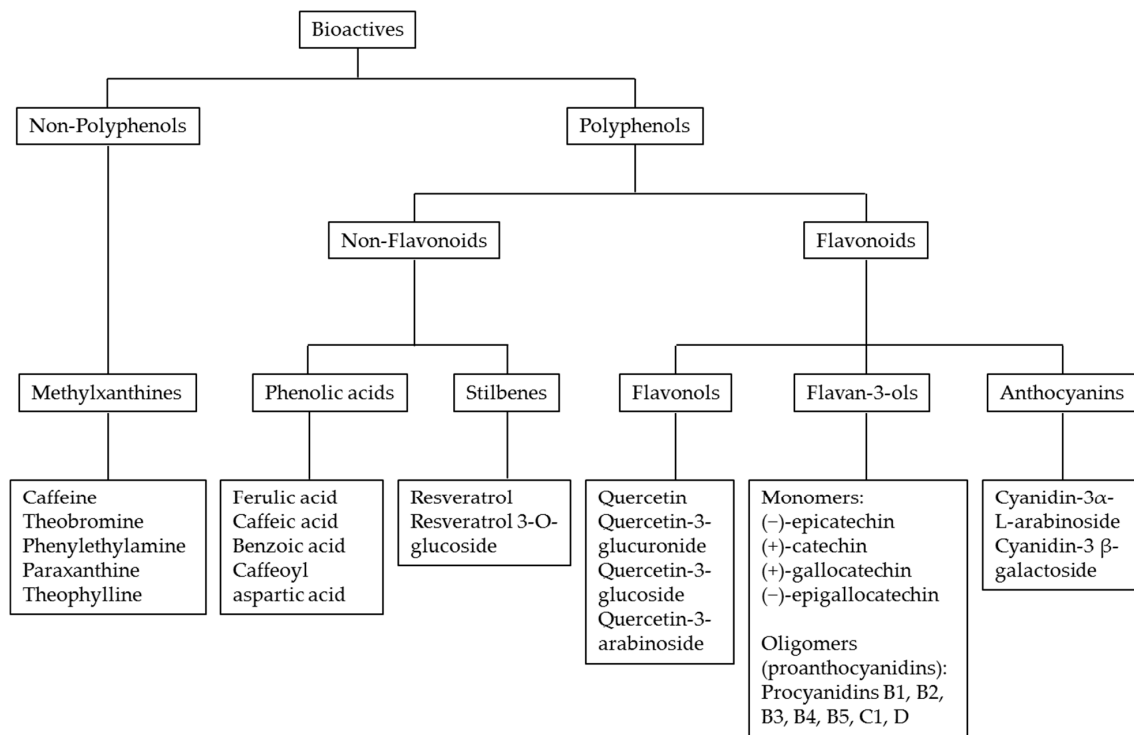 Bioactives
Non-Polyphenols
Polyphenols
Non-Flavonoids
Flavonoids
Methylxanthines
Phenolic acids
Stilbenes
Flavonols
Flavan-3-ols
Anthocyanins
Caffeine
Theobromine
Phenylethylamine
Paraxanthine
Theophylline
Ferulic acid
Caffeic acid
Benzoic acid
Caffeoyl
aspartic acid
Resveratrol
Resveratrol 3-O-
glucoside
Quercetin
Quercetin-3-
glucuronide
Quercetin-3-
glucoside
Quercetin-3-
arabinoside
Monomers:
(−)-epicatechin
(+)-catechin
(+)-gallocatechin
(−)-epigallocatechin
Oligomers
(proanthocyanidins):
Procyanidins B1, B2,
B3, B4, B5, C1, D
Cyanidin-3α-
L-arabinoside
Cyanidin-3 β-
galactoside